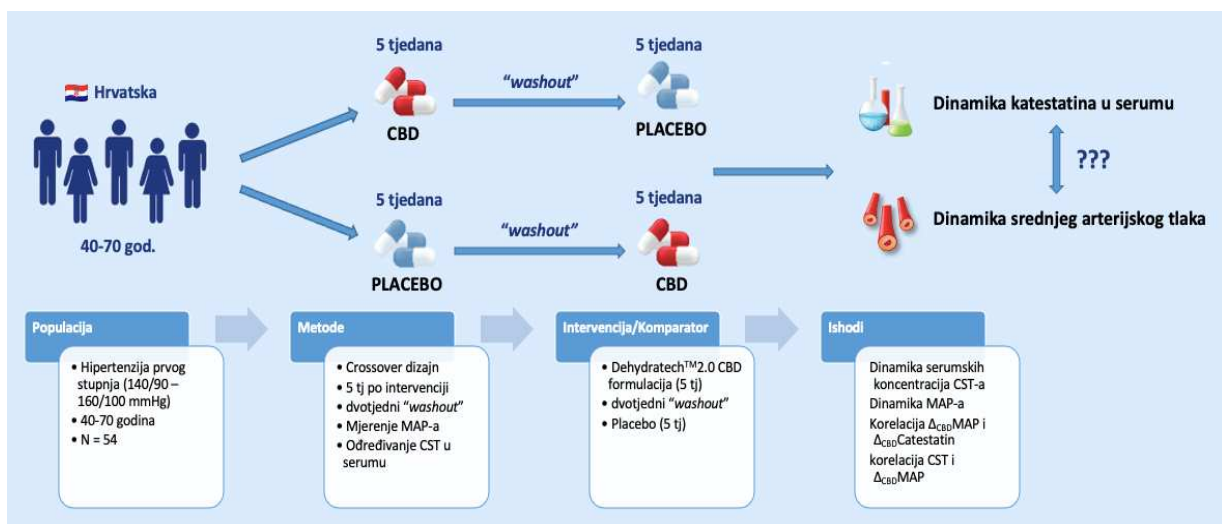 5 tjedana
5 tjedana
Hrvatska
"washout"
CBD
PLACEBO
Dinamika katestatina u serumu
???
5 tjedana
5 tjedana
"washout"
Dinamika srednjeg arterijskog tlaka
40-70 god.
PLACEBO
CBD
Populacija
• Hipertenzija prvog
stupnja (140/90 –
160/100 mmHg)
• 40-70 godina
• N = 54
Metode
• Crossover dizajn
• 5 tj po intervenciji
• dvotjedni "washout"
• Mjerenje MAP-a
• Određivanje CST u
serumu
Intervencija/Komparator
• Dehydratech™2.0 CBD
formulacija (5 tj)
• dvotjedni "washout"
• Placebo (5 tj)
Ishodi
Dinamika serumskih
koncentracija CST-a
Dinamika MAP-a
Korelacija ΔCBDMAP i
ΔCBDCatestatin
korelacija CST i
ΔCBDMAP